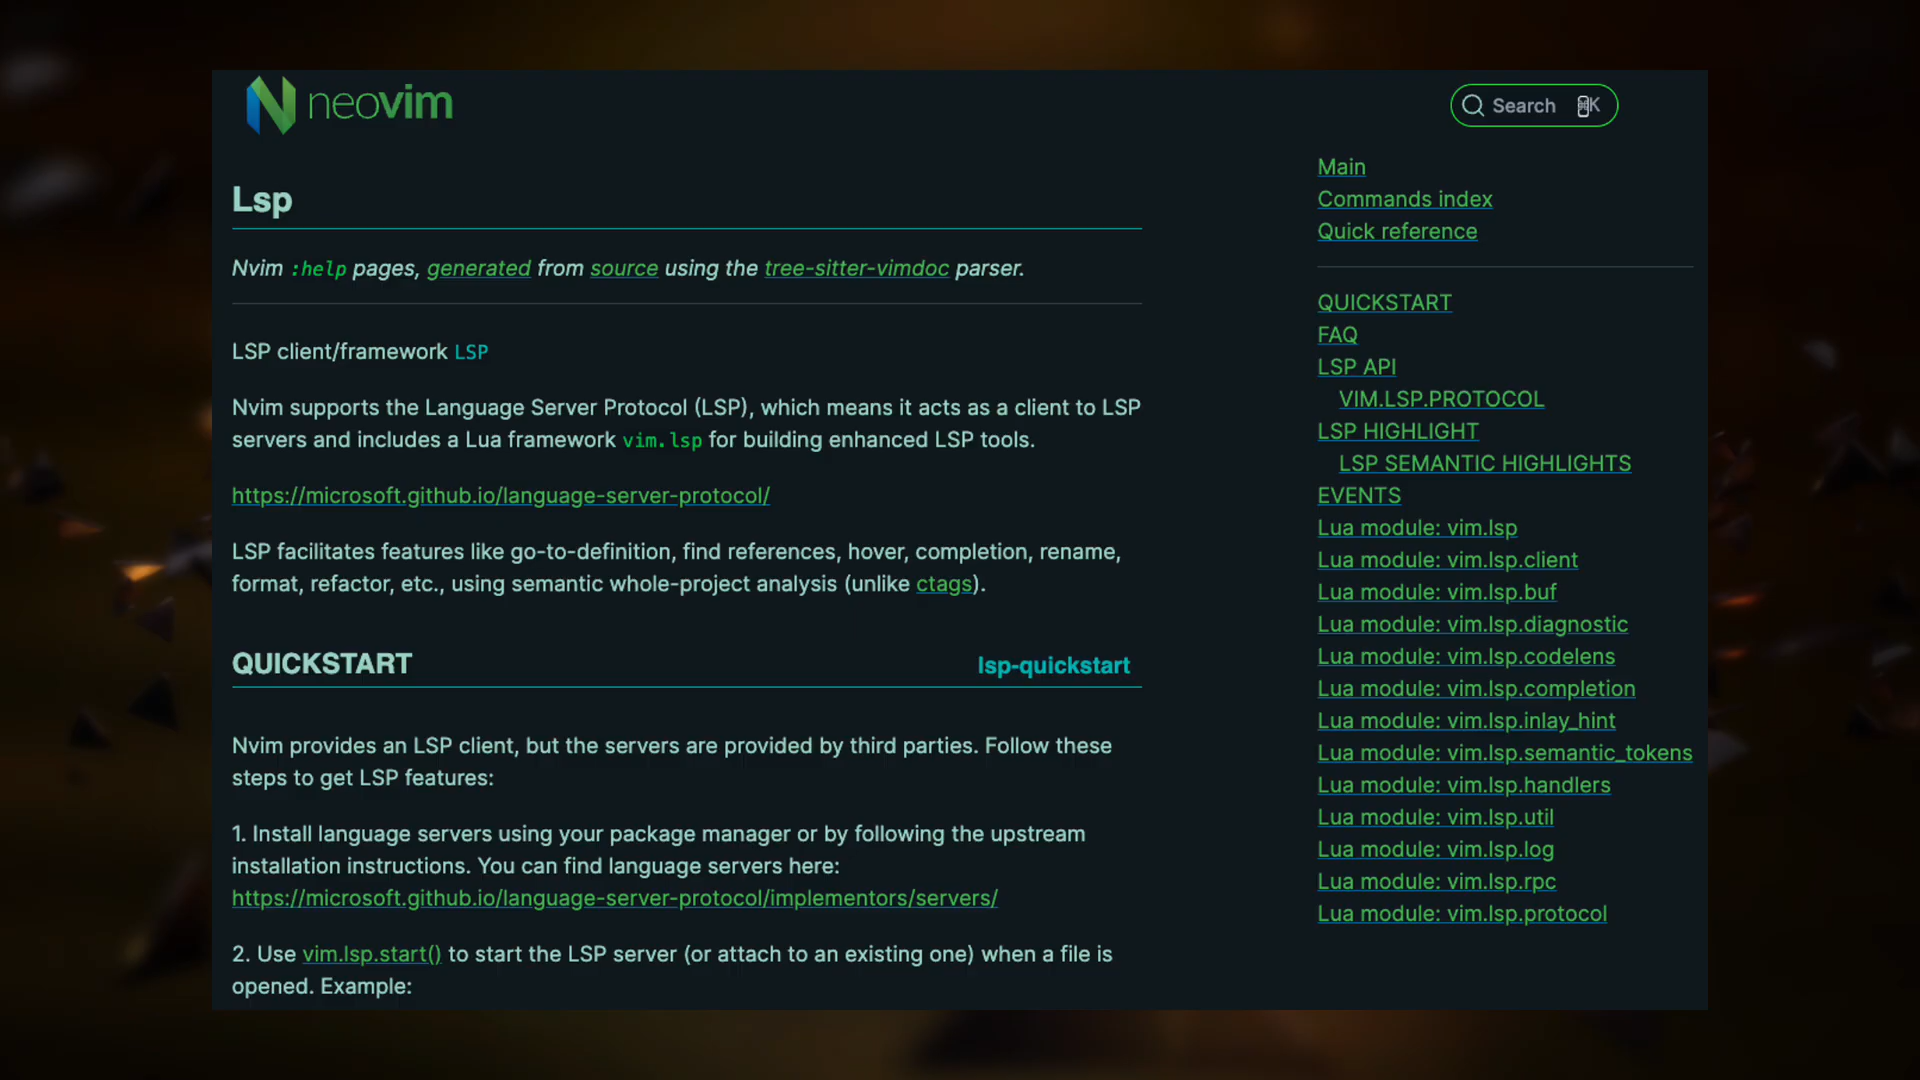 neovim
Search ⌘K
Lsp
Nvim :help pages, generated from source using the tree-sitter-vimdoc parser.
LSP client/framework LSP
Nvim supports the Language Server Protocol (LSP), which means it acts as a client to LSP
servers and includes a Lua framework vim.lsp for building enhanced LSP tools.
https://microsoft.github.io/language-server-protocol/
LSP facilitates features like go-to-definition, find references, hover, completion, rename,
format, refactor, etc., using semantic whole-project analysis (unlike ctags).
QUICKSTART lsp-quickstart
Nvim provides an LSP client, but the servers are provided by third parties. Follow these
steps to get LSP features:
1. Install language servers using your package manager or by following the upstream
installation instructions. You can find language servers here:
https://microsoft.github.io/language-server-protocol/implementors/servers/
2. Use vim.lsp.start() to start the LSP server (or attach to an existing one) when a file is
opened. Example:
Main
Commands index
Quick reference
QUICKSTART
FAQ
LSP API
VIM.LSP.PROTOCOL
LSP HIGHLIGHT
LSP SEMANTIC HIGHLIGHTS
EVENTS
Lua module: vim.lsp
Lua module: vim.lsp.client
Lua module: vim.lsp.buf
Lua module: vim.lsp.diagnostic
Lua module: vim.lsp.codelens
Lua module: vim.lsp.completion
Lua module: vim.lsp.inlay_hint
Lua module: vim.lsp.semantic_tokens
Lua module: vim.lsp.handlers
Lua module: vim.lsp.util
Lua module: vim.lsp.log
Lua module: vim.lsp.rpc
Lua module: vim.lsp.protocol